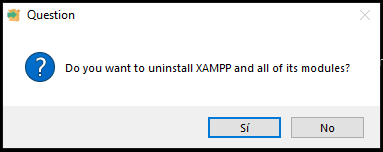 Question
Do you want to uninstall XAMPP and all of its modules?
Sí
No